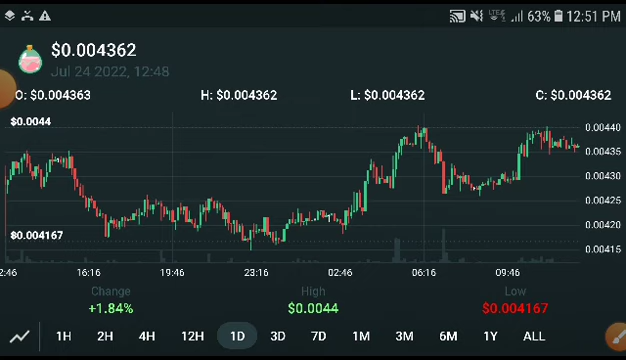 LTE 63% 12:51 PM
$0.004362
Jul 24 2022, 12:48
O: $0.004363 H: $0.004362 L: $0.004362 C: $0.004362
$0.0044
0.00440
0.00435
0.00430
0.00425
0.00420
$0.004167
0.00415
2:46 16:16 19:46 23:16 02:46 06:16 09:46
Change High Low
+1.84% $0.0044 $0.004167
1H 2H 4H 12H 1D 3D 7D 1M 3M 6M 1Y ALL